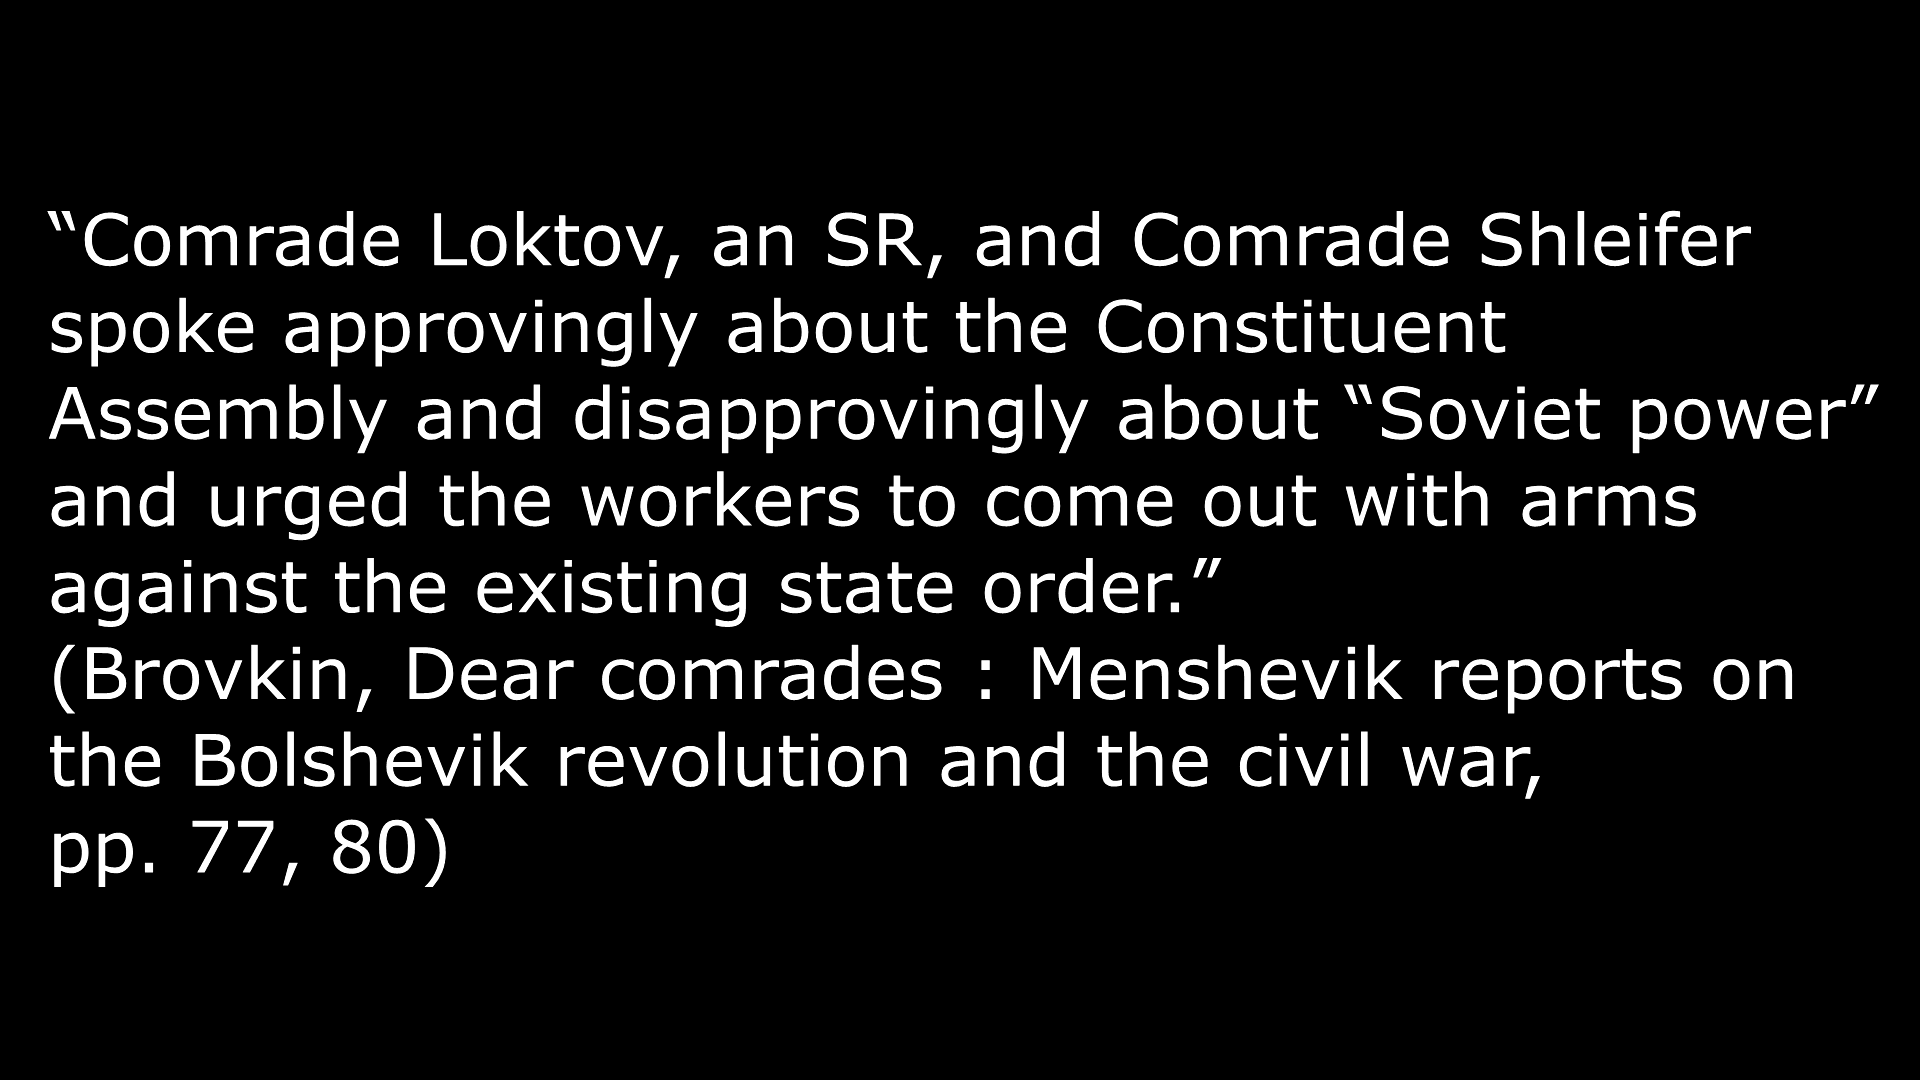 “Comrade Loktov, an SR, and Comrade Shleifer
spoke approvingly about the Constituent
Assembly and disapprovingly about “Soviet power”
and urged the workers to come out with arms
against the existing state order.”
(Brovkin, Dear comrades : Menshevik reports on
the Bolshevik revolution and the civil war,
pp. 77, 80)